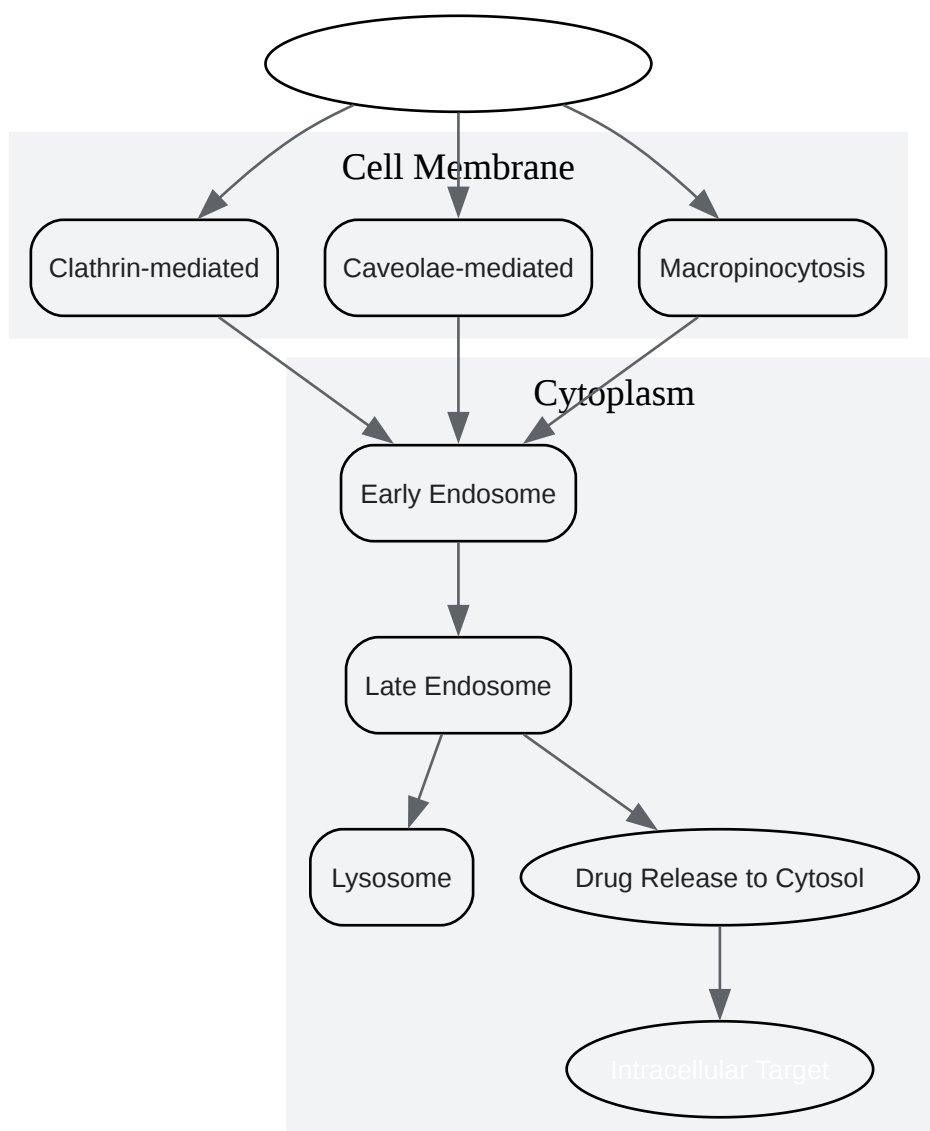 Cell Membrane
Clathrin-mediated
Caveolae-mediated
Macropinocytosis
Cytoplasm
Early Endosome
Late Endosome
Lysosome
Drug Release to Cytosol
Intracellular Target